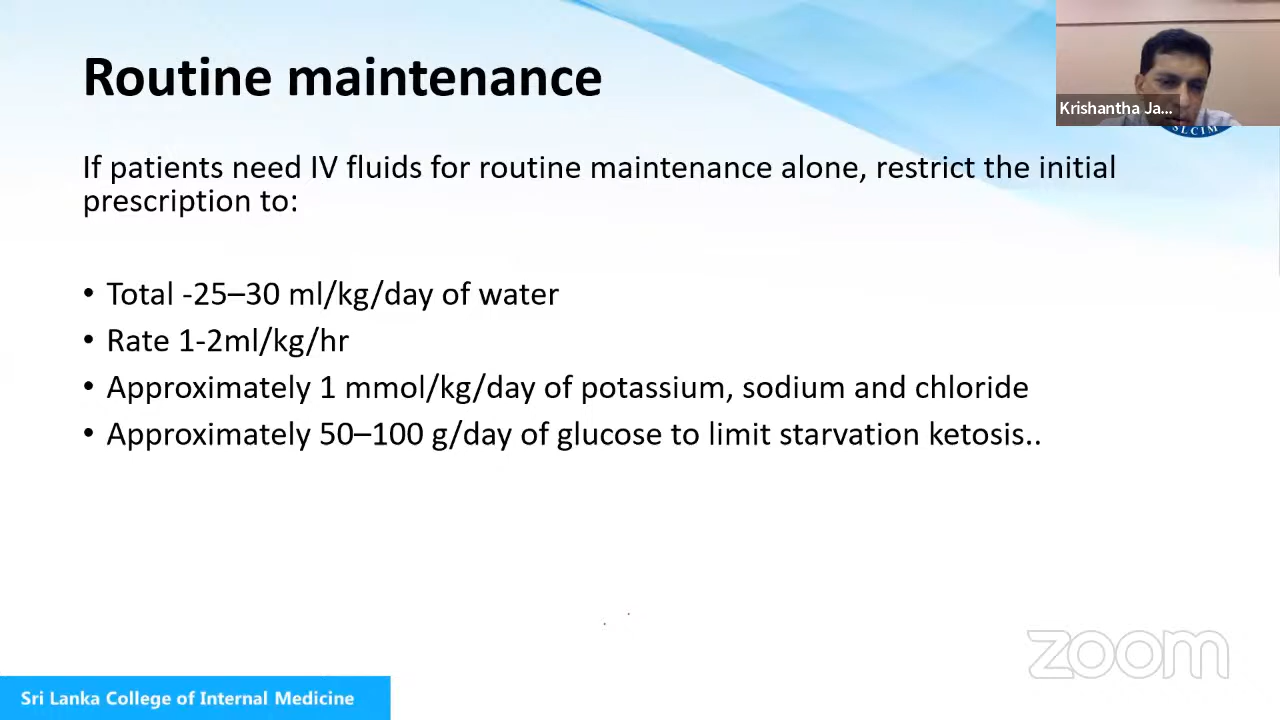 Routine maintenance
Krishantha Ja...
SLCIM
If patients need IV fluids for routine maintenance alone, restrict the initial
prescription to:
• Total -25–30 ml/kg/day of water
• Rate 1-2ml/kg/hr
• Approximately 1 mmol/kg/day of potassium, sodium and chloride
• Approximately 50–100 g/day of glucose to limit starvation ketosis..
zoom
Sri Lanka College of Internal Medicine